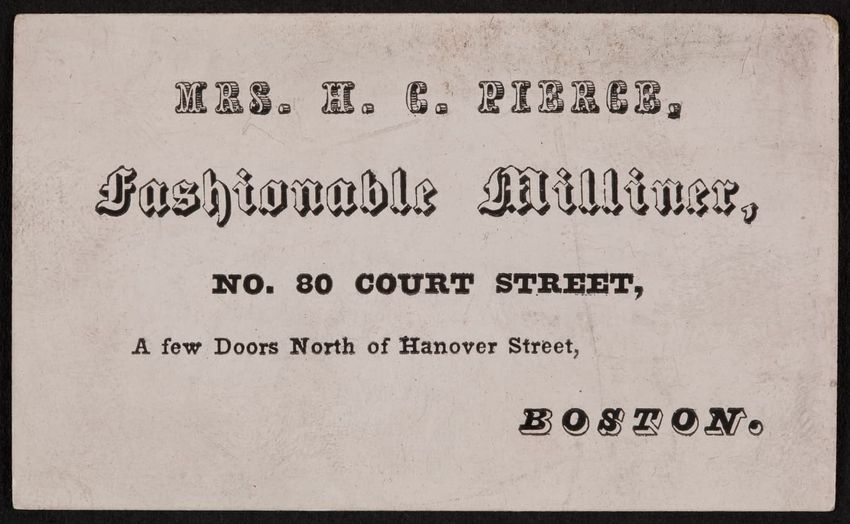 MRS. H. C. PIERCE,
Fashionable Milliner,
NO. 80 COURT STREET,
A few Doors North of Hanover Street,
BOSTON.